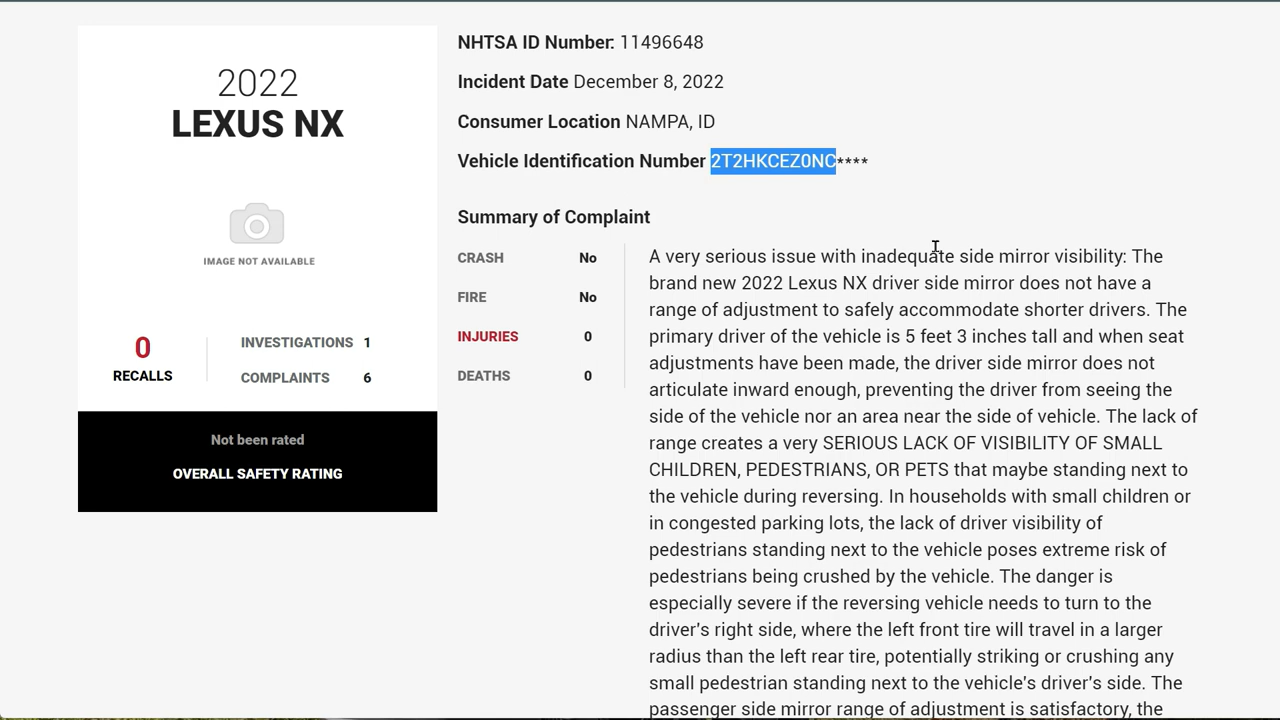 2022
LEXUS NX
IMAGE NOT AVAILABLE
0
RECALLS
INVESTIGATIONS 1
COMPLAINTS 6
Not been rated
OVERALL SAFETY RATING
NHTSA ID Number: 11496648
Incident Date December 8, 2022
Consumer Location NAMPA, ID
Vehicle Identification Number 2T2HKCEZ0NC****
Summary of Complaint
CRASH No
FIRE No
INJURIES 0
DEATHS 0
A very serious issue with inadequate side mirror visibility: The
brand new 2022 Lexus NX driver side mirror does not have a
range of adjustment to safely accommodate shorter drivers. The
primary driver of the vehicle is 5 feet 3 inches tall and when seat
adjustments have been made, the driver side mirror does not
articulate inward enough, preventing the driver from seeing the
side of the vehicle nor an area near the side of vehicle. The lack of
range creates a very SERIOUS LACK OF VISIBILITY OF SMALL
CHILDREN, PEDESTRIANS, OR PETS that maybe standing next to
the vehicle during reversing. In households with small children or
in congested parking lots, the lack of driver visibility of
pedestrians standing next to the vehicle poses extreme risk of
pedestrians being crushed by the vehicle. The danger is
especially severe if the reversing vehicle needs to turn to the
driver's right side, where the left front tire will travel in a larger
radius than the left rear tire, potentially striking or crushing any
small pedestrian standing next to the vehicle's driver's side. The
passenger side mirror range of adjustment is satisfactory, the